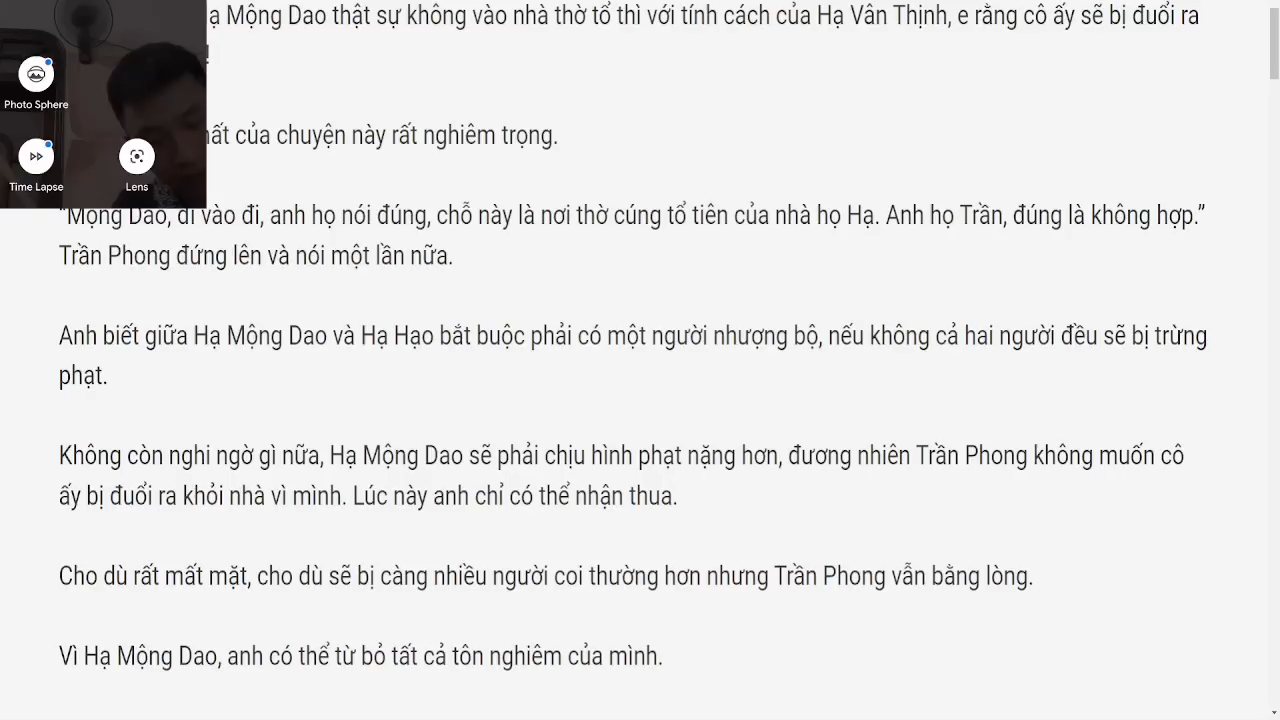 Mộng Dao thật sự không vào nhà thờ tổ thì với tính cách của Hạ Vân Thịnh, e rằng cô ấy sẽ bị đuổi ra
Photo Sphere
của chuyện này rất nghiêm trọng.
Time Lapse
Lens
“Mộng Dao, đi vào đi, anh họ nói đúng, chỗ này là nơi thờ cúng tổ tiên của nhà họ Hạ. Anh họ Trần, đúng là không hợp.”
Trần Phong đứng lên và nói một lần nữa.
Anh biết giữa Hạ Mộng Dao và Hạ Hạo bắt buộc phải có một người nhượng bộ, nếu không cả hai người đều sẽ bị trừng
phạt.
Không còn nghi ngờ gì nữa, Hạ Mộng Dao sẽ phải chịu hình phạt nặng hơn, đương nhiên Trần Phong không muốn cô
ấy bị đuổi ra khỏi nhà vì mình. Lúc này anh chỉ có thể nhận thua.
Cho dù rất mất mặt, cho dù sẽ bị càng nhiều người coi thường hơn nhưng Trần Phong vẫn bằng lòng.
Vì Hạ Mộng Dao, anh có thể từ bỏ tất cả tôn nghiêm của mình.